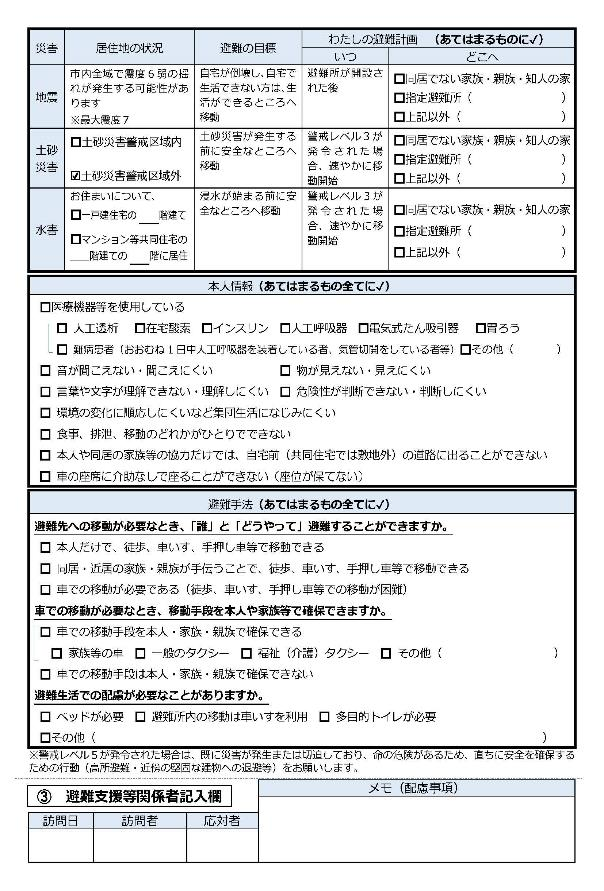 災害 居住地の状況 避難の目標 わたしの避難計画（あてはまるものに✓）
いつ どこへ
地震
市内全域で震度６弱の揺
れが発生する可能性があ
ります
※最大震度７
自宅が倒壊し、自宅で
生活できない方は、生
活ができるところへ
移動
避難所が開設さ
れた後
□同居でない家族・親族・知人の家
□指定避難所（ ）
□上記以外（ ）
土砂
災害
□土砂災害警戒区域内
☑土砂災害警戒区域外
土砂災害が発生する
前に安全なところへ
移動
警戒レベル３が
発令された場
合、速やかに移
動開始
□同居でない家族・親族・知人の家
□指定避難所（ ）
□上記以外（ ）
水害
お住まいについて、
□一戸建住宅の＿＿階建て
□マンション等共同住宅の
＿＿階建ての＿＿階に居住
浸水が始まる前に安
全なところへ移動
警戒レベル３が
発令された場
合、速やかに移
動開始
□同居でない家族・親族・知人の家
□指定避難所（ ）
□上記以外（ ）
本人情報（あてはまるもの全てに✓）
□医療機器等を使用している
□ 人工透析 □在宅酸素 □インスリン □人工呼吸器 □電気式たん吸引器 □胃ろう
□ 難病患者（おおむね１日中人工呼吸器を装着している者、気管切開をしている者等）□その他（ ）
□ 音が聞こえない・聞こえにくい □ 物が見えない・見えにくい
□ 言葉や文字が理解できない・理解しにくい □ 危険性が判断できない・判断しにくい
□ 環境の変化に順応しにくいなど集団生活になじみにくい
□ 食事、排泄、移動のどれかがひとりでできない
□ 本人や同居の家族等の協力だけでは、自宅前（共同住宅では敷地外）の道路に出ることができない
□ 車の座席に介助なしで座ることができない（座位が保てない）
避難手法（あてはまるもの全てに✓）
避難先への移動が必要なとき、「誰」と「どうやって」避難することができますか。
□ 本人だけで、徒歩、車いす、手押し車等で移動できる
□ 同居・近居の家族・親族が手伝うことで、徒歩、車いす、手押し車等で移動できる
□ 車での移動が必要である（徒歩、車いす、手押し車等での移動が困難）
車での移動が必要なとき、移動手段を本人や家族等で確保できますか。
□ 車での移動手段を本人・家族・親族で確保できる
□ 家族等の車 □ 一般のタクシー □ 福祉（介護）タクシー □ その他（ ）
□ 車での移動手段は本人・家族・親族で確保できない
避難生活での配慮が必要なことがありますか。
□ ベッドが必要 □ 避難所内の移動は車いすを利用 □ 多目的トイレが必要
□その他（ ）
※警戒レベル５が発令された場合は、既に災害が発生または切迫しており、命の危険があるため、直ちに安全を確保する
ための行動（高所避難・近傍の堅固な建物への退避等）をお願いします。
③ 避難支援等関係者記入欄
メモ（配慮事項）
訪問日 訪問者 応対者